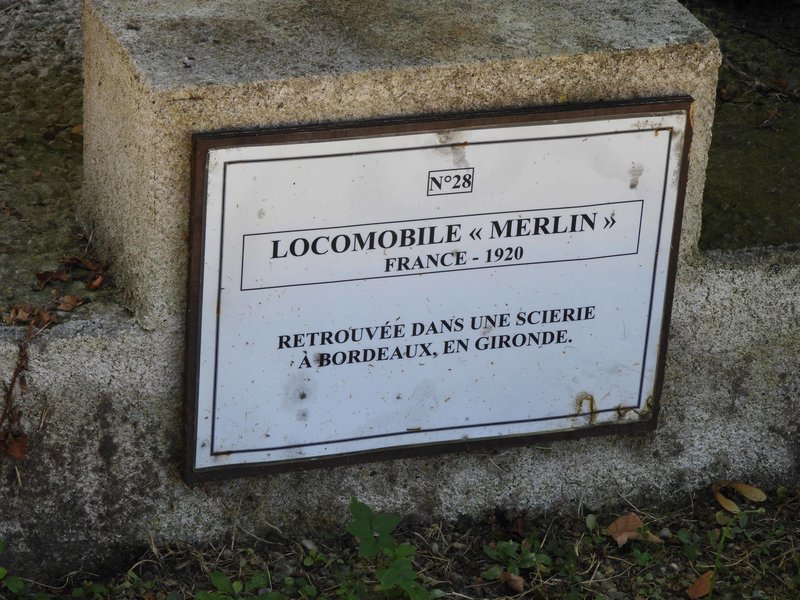 N°28
LOCOMOBILE « MERLIN »
FRANCE - 1920
RETROUVÉE DANS UNE SCIERIE
À BORDEAUX, EN GIRONDE.